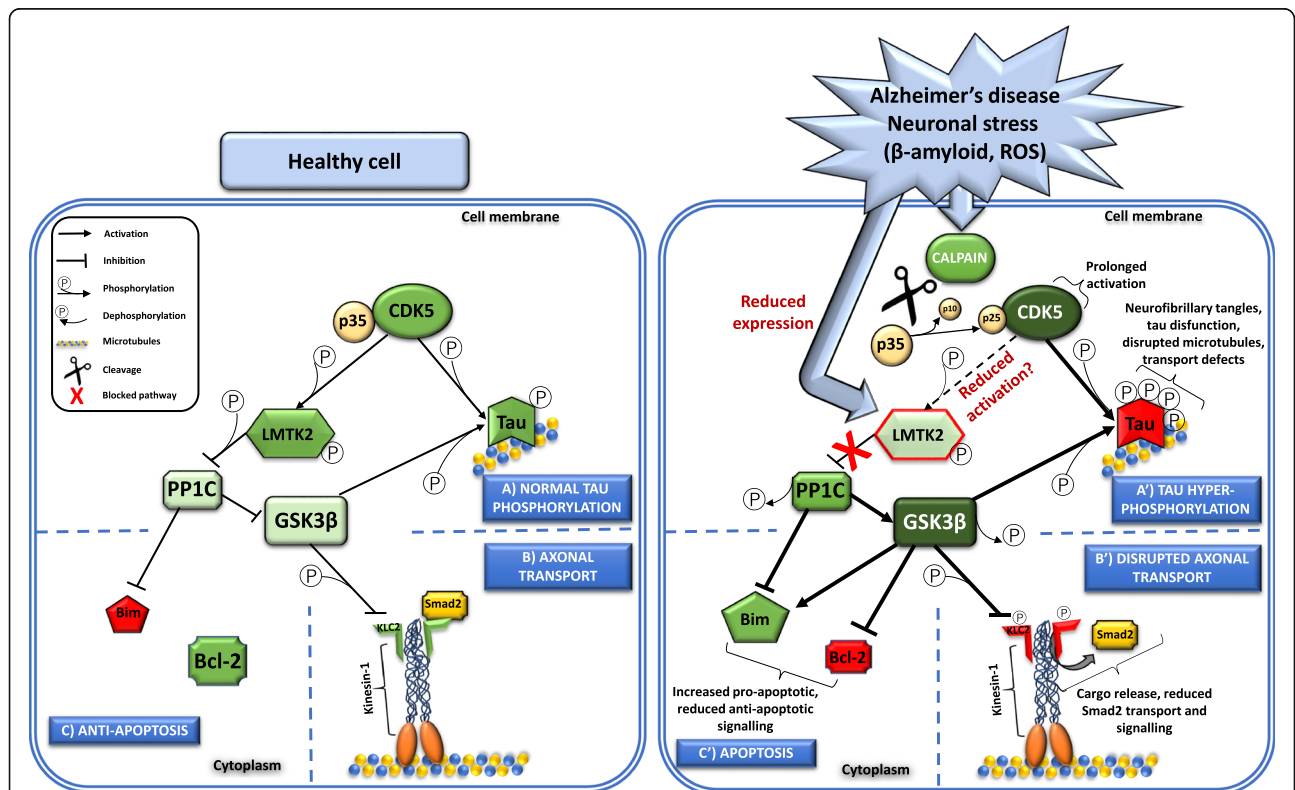 Healthy cell
Cell membrane
Activation
Inhibition
P
Phosphorylation
P
Dephosphorylation
Microtubules
Cleavage
X
Blocked pathway
p35
CDK5
P
P
P
LMTK2
P
Tau
P
P
PP1C
GSK3β
A) NORMAL TAU
PHOSPHORYLATION
B) AXONAL
TRANSPORT
P
Bim
Bcl-2
KLC2
Smad2
Kinesin-1
C) ANTI-APOPTOSIS
Cytoplasm
Alzheimer’s disease
Neuronal stress
(β-amyloid, ROS)
Cell membrane
CALPAIN
Reduced
expression
p35
p10
p25
CDK5
Prolonged
activation
Neurofibrillary tangles,
tau disfunction,
disrupted microtubules,
transport defects
P
Reduced
activation?
P
P
P
P
P
Tau
LMTK2
P
X
P
PP1C
P
GSK3β
P
A’) TAU HYPER-
PHOSPHORYLATION
B’) DISRUPTED AXONAL
TRANSPORT
P
Bim
Bcl-2
Increased pro-apoptotic,
reduced anti-apoptotic
signalling
C’) APOPTOSIS
P
P
KLC2
Smad2
Kinesin-1
Cargo release, reduced
Smad2 transport and
signalling
Cytoplasm